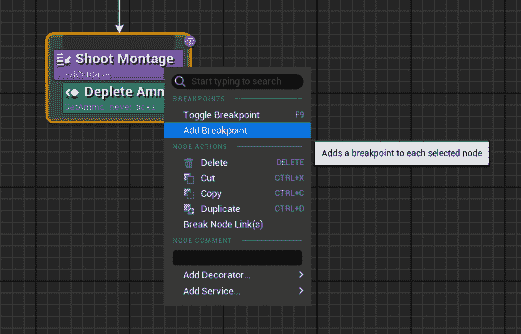 Shoot Montage
Deplete Amm
Start typing to search
BREAKPOINTS
Toggle Breakpoint F9
Add Breakpoint
Adds a breakpoint to each selected node
NODE ACTIONS
Delete DELETE
Cut CTRL+X
Copy CTRL+C
Duplicate CTRL+D
Break Node Link(s)
NODE COMMENT
Add Decorator...
Add Service...